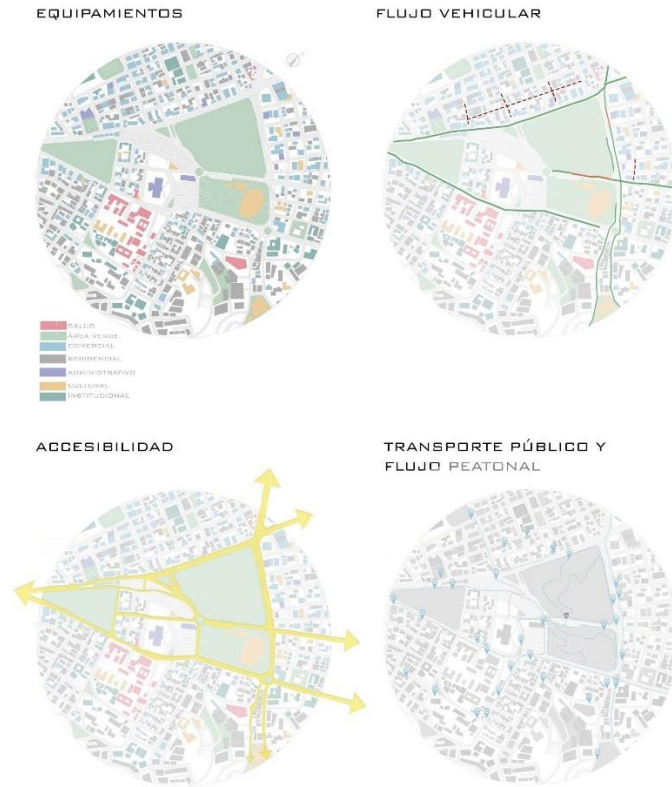 EQUIPAMIENTOS
FLUJO VEHICULAR
SALUD
ÁREA VERDE
COMERCIAL
RESIDENCIAL
ADMINISTRATIVO
CULTURAL
INSTITUCIONAL
ACCESIBILIDAD
TRANSPORTE PÚBLICO Y
FLUJO PEATONAL